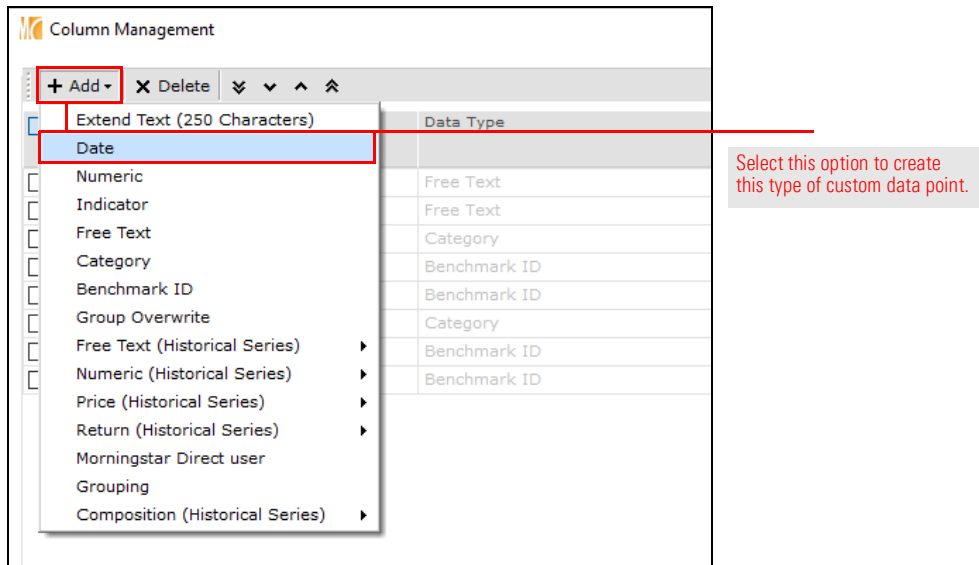 Column Management
+ Add
X Delete
Extend Text (250 Characters)
Date
Numeric
Indicator
Free Text
Category
Benchmark ID
Group Overwrite
Free Text (Historical Series)
Numeric (Historical Series)
Price (Historical Series)
Return (Historical Series)
Morningstar Direct user
Grouping
Composition (Historical Series)
Data Type
Free Text
Free Text
Category
Benchmark ID
Benchmark ID
Category
Benchmark ID
Benchmark ID
Select this option to create
this type of custom data point.